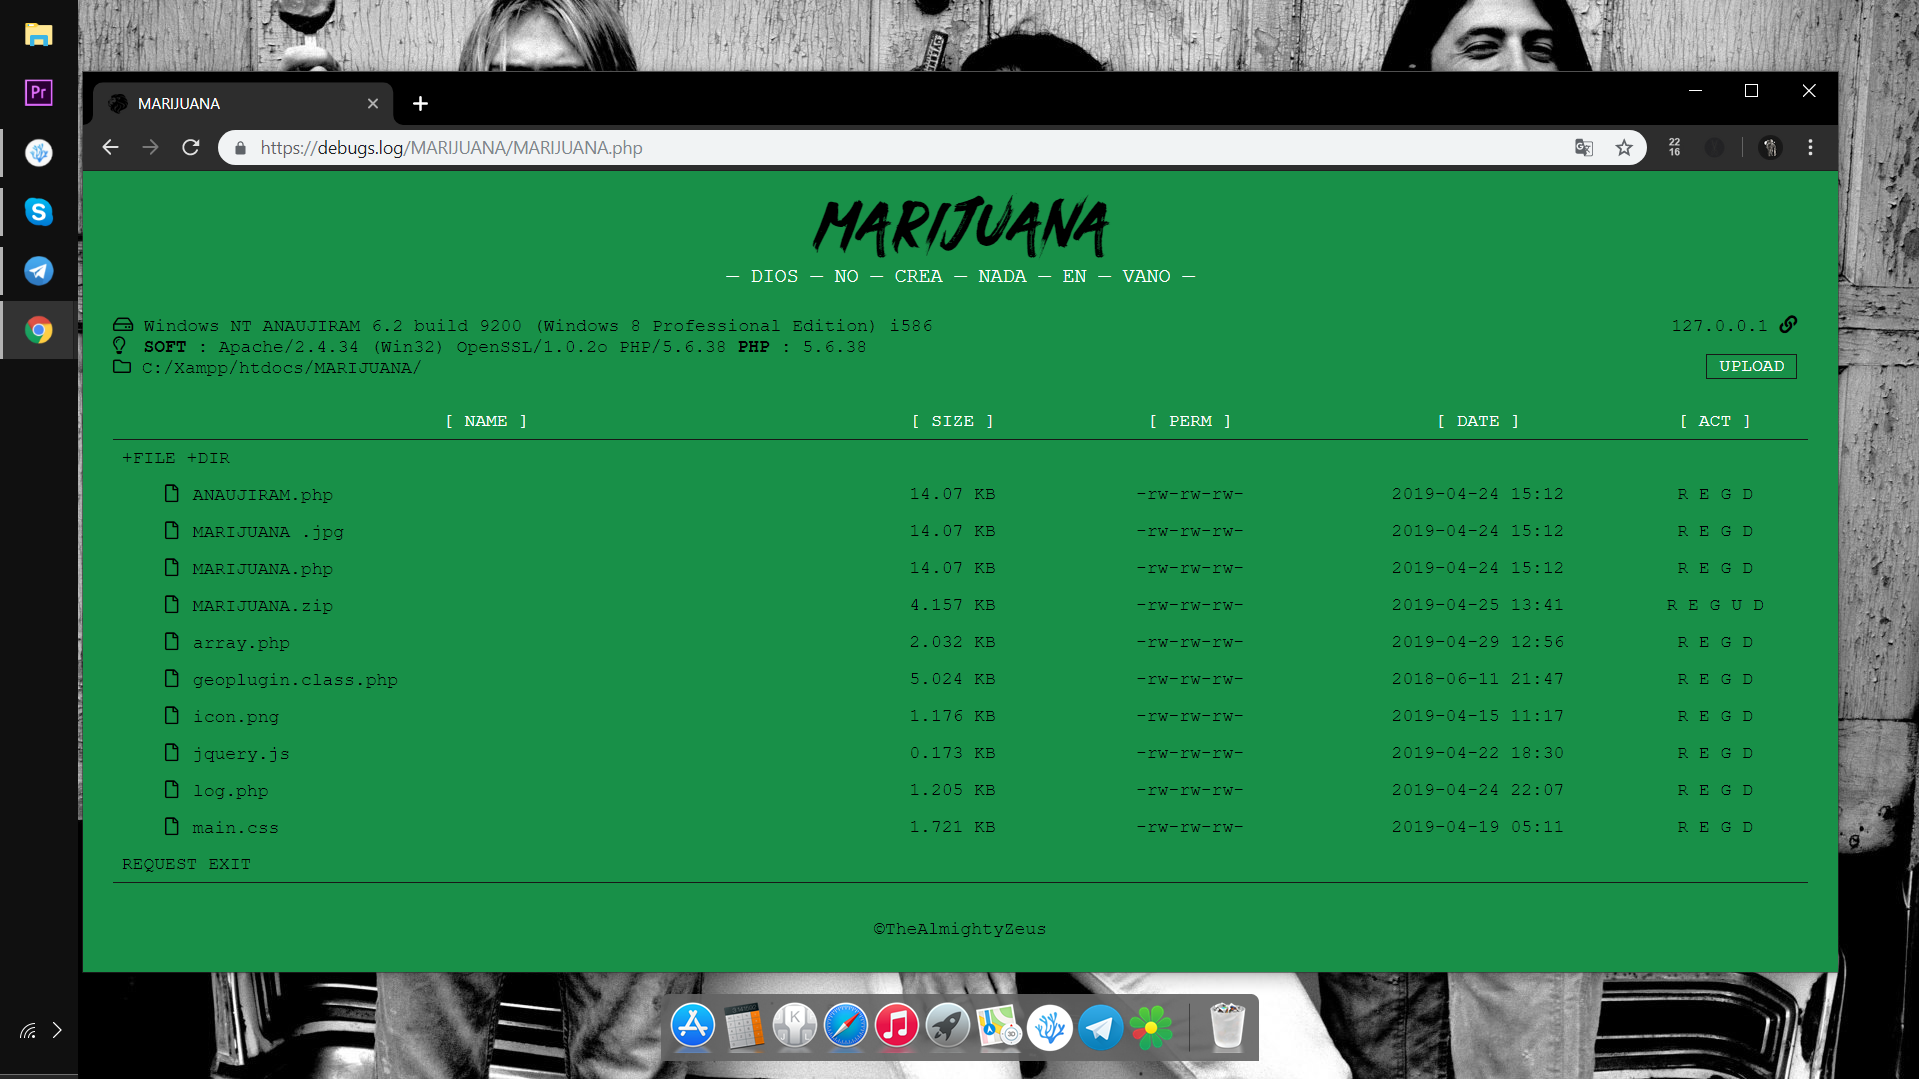 Pr
MARIJUANA
https://debugs.log/MARIJUANA/MARIJUANA.php
22
16
MARIJUANA
— DIOS — NO — CREA — NADA — EN — VANO —
Windows NT ANAUJIRAM 6.2 build 9200 (Windows 8 Professional Edition) i586
127.0.0.1
SOFT : Apache/2.4.34 (Win32) OpenSSL/1.0.2o PHP/5.6.38 PHP : 5.6.38
C:/Xampp/htdocs/MARIJUANA/
UPLOAD
[ NAME ] [ SIZE ] [ PERM ] [ DATE ] [ ACT ]
+FILE +DIR
ANAUJIRAM.php 14.07 KB -rw-rw-rw- 2019-04-24 15:12 R E G D
MARIJUANA .jpg 14.07 KB -rw-rw-rw- 2019-04-24 15:12 R E G D
MARIJUANA.php 14.07 KB -rw-rw-rw- 2019-04-24 15:12 R E G D
MARIJUANA.zip 4.157 KB -rw-rw-rw- 2019-04-25 13:41 R E G U D
array.php 2.032 KB -rw-rw-rw- 2019-04-29 12:56 R E G D
geoplugin.class.php 5.024 KB -rw-rw-rw- 2018-06-11 21:47 R E G D
icon.png 1.176 KB -rw-rw-rw- 2019-04-15 11:17 R E G D
jquery.js 0.173 KB -rw-rw-rw- 2019-04-22 18:30 R E G D
log.php 1.205 KB -rw-rw-rw- 2019-04-24 22:07 R E G D
main.css 1.721 KB -rw-rw-rw- 2019-04-19 05:11 R E G D
REQUEST EXIT
©TheAlmightyZeus
K
3D